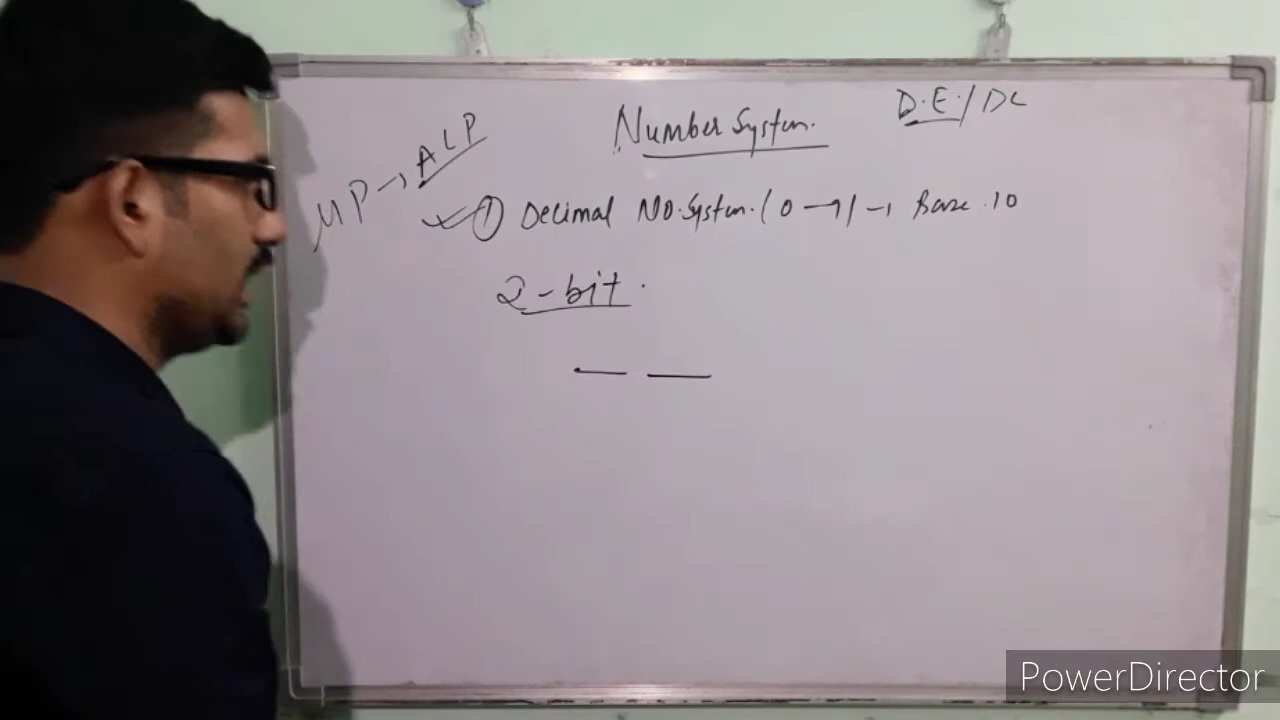 Number System.
D.E./DC
MP → ALP
① Decimal No. System. (0 → 9) → Base 10
2-bit.
PowerDirector